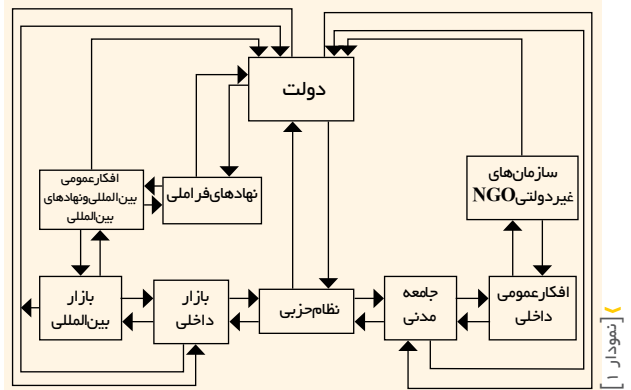 دولت
سازمان‌های
غیردولتیNGO
نهادهای‌فراملی
افکارعمومی
بین‌المللی‌ونهادهای
بین‌المللی
افکارعمومی
داخلی
جامعه
مدنی
نظام‌حزبی
بازار
داخلی
بازار
بین‌المللی
[نمودار ۱]